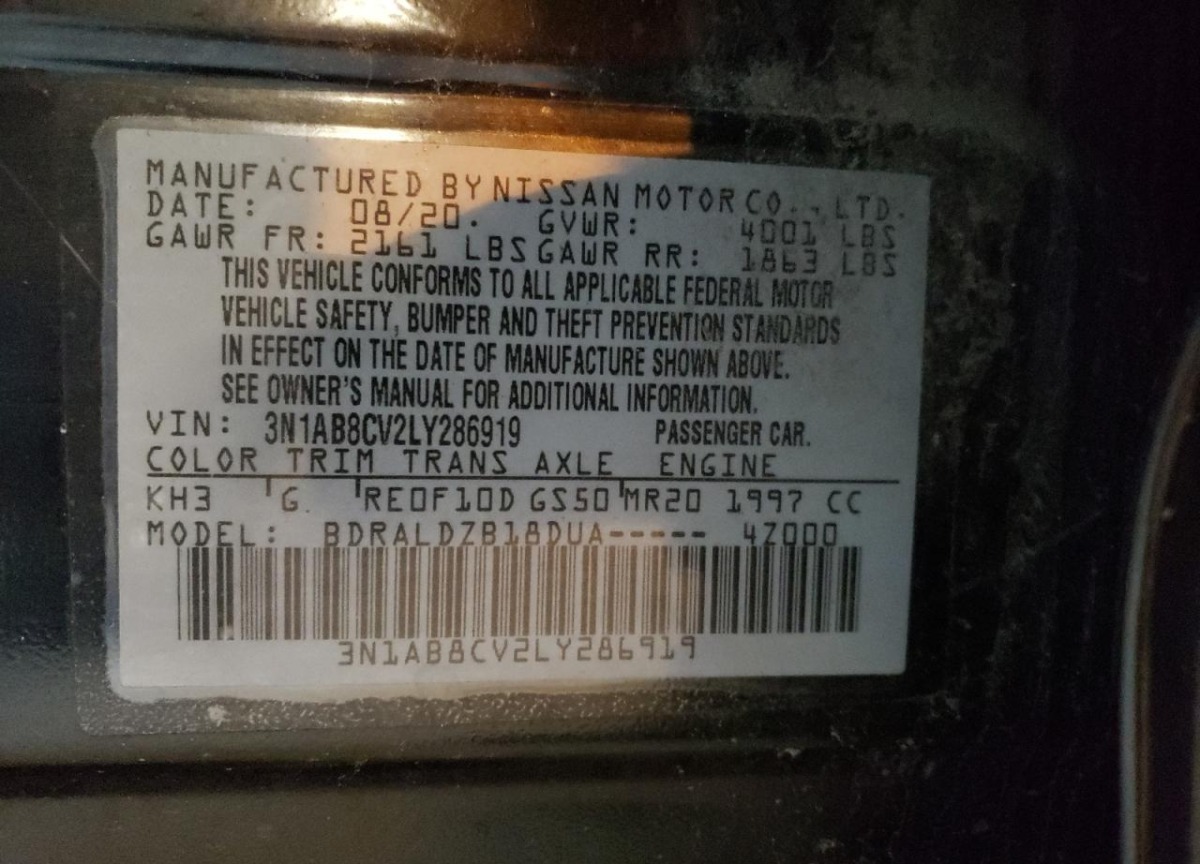 MANUFACTURED BY NISSAN MOTOR CO., LTD.
DATE: 08/20. GVWR: 4001 LBS
GAWR FR: 2161 LBS GAWR RR: 1863 LBS
THIS VEHICLE CONFORMS TO ALL APPLICABLE FEDERAL MOTOR
VEHICLE SAFETY, BUMPER AND THEFT PREVENTION STANDARDS
IN EFFECT ON THE DATE OF MANUFACTURE SHOWN ABOVE.
SEE OWNER'S MANUAL FOR ADDITIONAL INFORMATION.
VIN: 3N1AB8CV2LY286919 PASSENGER CAR.
COLOR TRIM TRANS AXLE ENGINE
KH3 G RE0F10D GS50 MR20 1997 CC
MODEL: BDRALDZB18DUA----- 4Z000
3N1AB8CV2LY286919